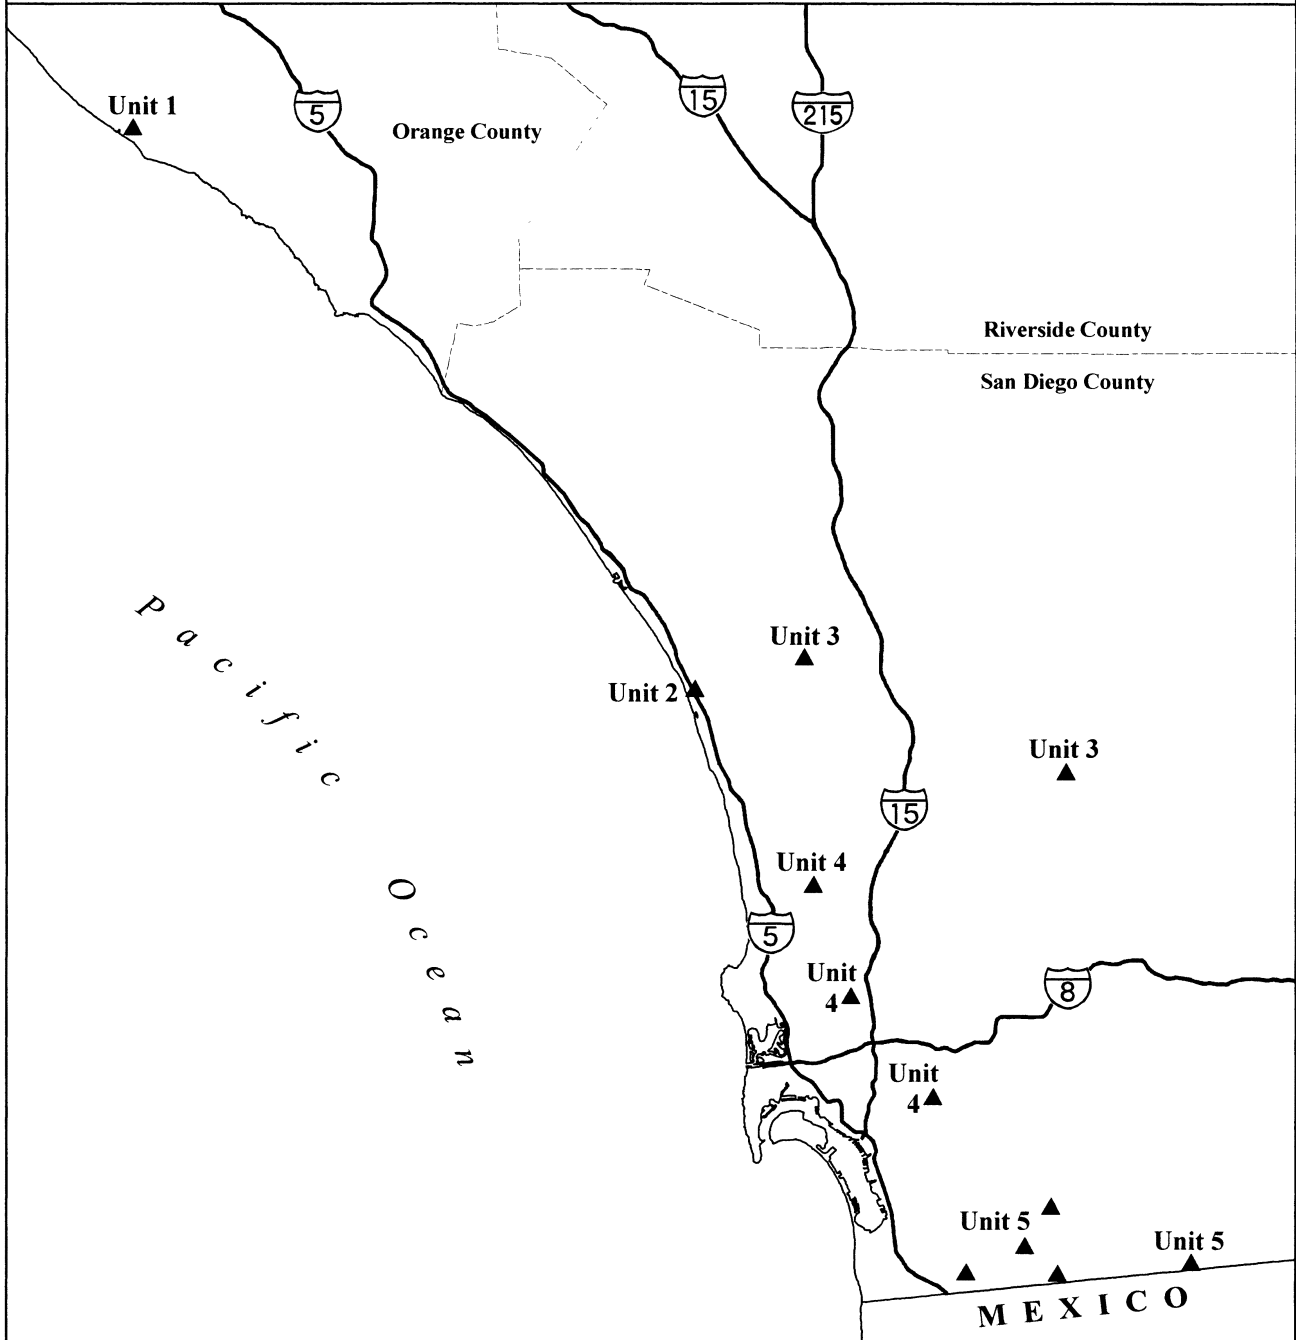 Unit 1
5
Orange County
15
215
Riverside County
San Diego County
Pacific
Unit 3
Unit 2
Unit 3
15
Unit 4
Ocean
5
Unit
4
8
Unit
4
Unit 5
Unit 5
MEXICO